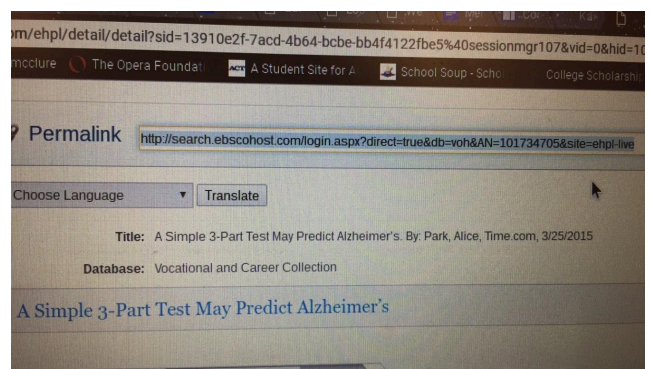 om/ehpl/detail/detail?sid=13910e2f-7acd-4b64-bcbe-bb4f4122fbe5%40sessionmgr107&vid=0&hid=10
mcclure The Opera Foundat A Student Site for A School Soup - Scho College Scholarshi
Permalink http://search.ebscohost.com/login.aspx?direct=true&db=voh&AN=101734705&site=ehpl-live
Choose Language Translate
Title: A Simple 3-Part Test May Predict Alzheimer's. By: Park, Alice, Time.com, 3/25/2015
Database: Vocational and Career Collection
A Simple 3-Part Test May Predict Alzheimer's